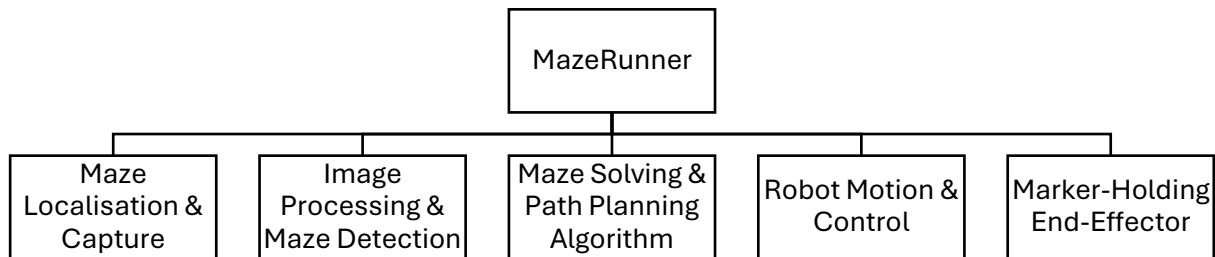 MazeRunner
Maze
Localisation &
Capture
Image
Processing &
Maze Detection
Maze Solving &
Path Planning
Algorithm
Robot Motion &
Control
Marker-Holding
End-Effector